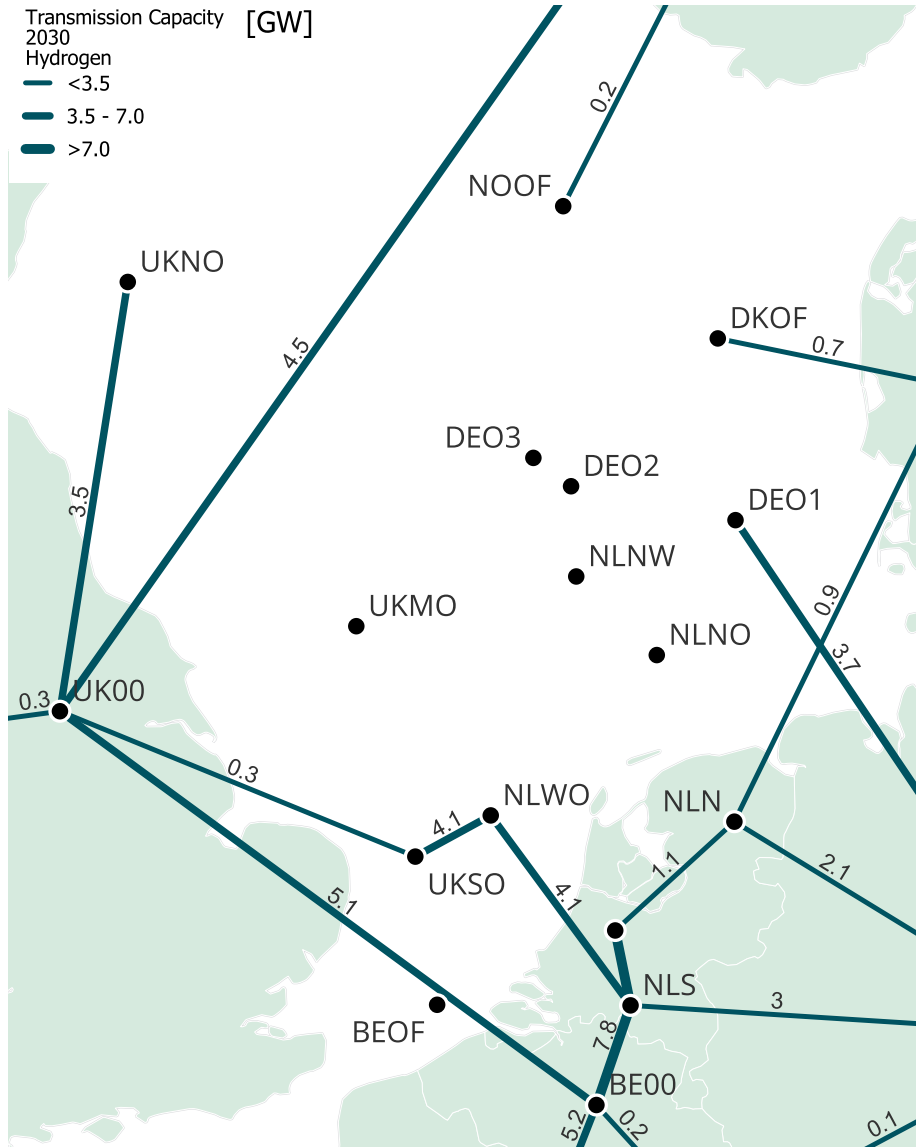 Transmission Capacity [GW]
2030
Hydrogen
<3.5
3.5 - 7.0
>7.0
0.2
NOOF
UKNO
DKOF
0.7
4.5
DEO3
DEO2
3.5
DEO1
NLNW
0.9
UKMO
NLNO
3.7
0.3
UK00
0.3
NLWO
NLN
4.1
1.1
2.1
UKSO
5.1
4.1
NLS
3
BEOF
7.8
BE00
5.2
0.2
0.1